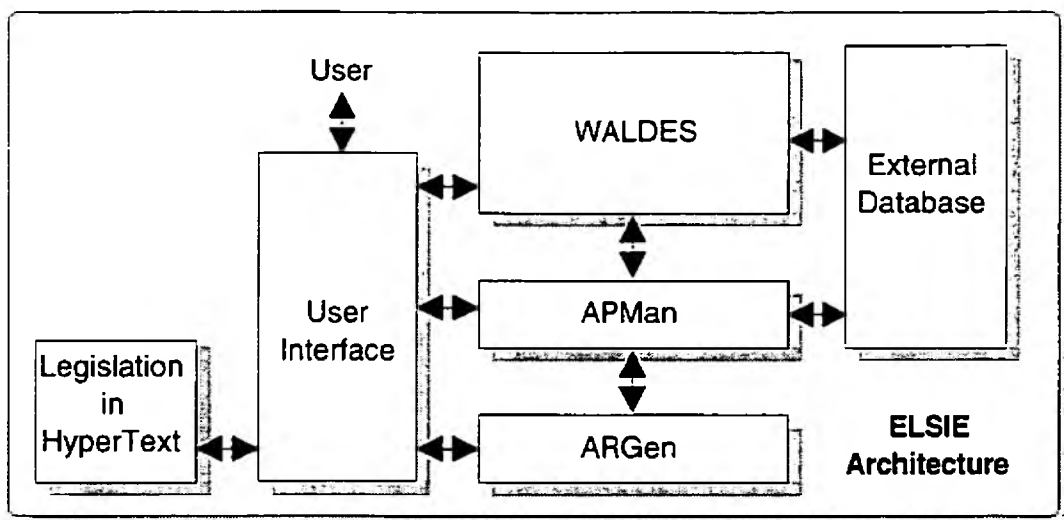 User
WALDES
External
Database
User
Interface
APMan
Legislation
in
HyperText
ARGen
ELSIE
Architecture